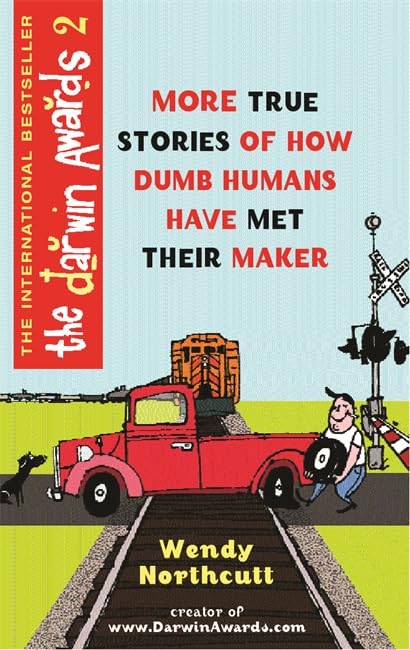 THE INTERNATIONAL BESTSELLER
the darwin Awards 2
MORE TRUE
STORIES OF HOW
DUMB HUMANS
HAVE MET
THEIR MAKER
Wendy
Northcutt
creator of
www.DarwinAwards.com